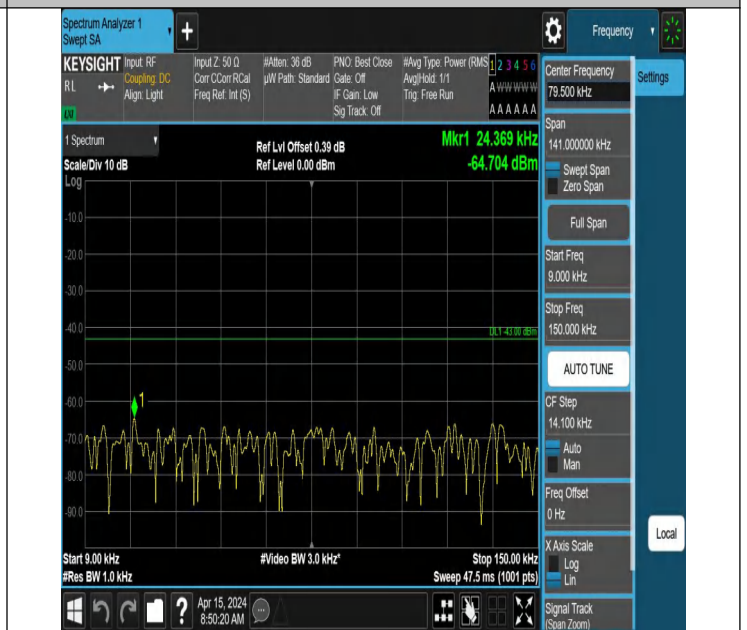 Spectrum Analyzer 1
Swept SA
Frequency
KEYSIGHT
RL
Input: RF
Coupling: DC
Align: Light
Input Z: 50 Ω
Corr CCorr RCal
Freq Ref: Int (S)
#Atten: 36 dB
µW Path: Standard
PNO: Best Close
Gate: Off
IF Gain: Low
Sig Track: Off
#Avg Type: Power (RMS
Avg|Hold: 1/1
Trig: Free Run
1 2 3 4 5 6
A W W W W W
A A A A A A
1 Spectrum
Scale/Div 10 dB
Log
Ref Lvl Offset 0.39 dB
Ref Level 0.00 dBm
Mkr1 24.369 kHz
-64.704 dBm
-10.0
-20.0
-30.0
-40.0
-50.0
-60.0
-70.0
-80.0
-90.0
DL1 -43.00 dBm
1
Start 9.00 kHz
#Res BW 1.0 kHz
#Video BW 3.0 kHz*
Stop 150.00 kHz
Sweep 47.5 ms (1001 pts)
Center Frequency
79.500 kHz
Settings
Span
141.000000 kHz
Swept Span
Zero Span
Full Span
Start Freq
9.000 kHz
Stop Freq
150.000 kHz
AUTO TUNE
CF Step
14.100 kHz
Auto
Man
Freq Offset
0 Hz
X Axis Scale
Log
Lin
Local
Signal Track
(Span Zoom)
?
Apr 15, 2024
8:50:20 AM